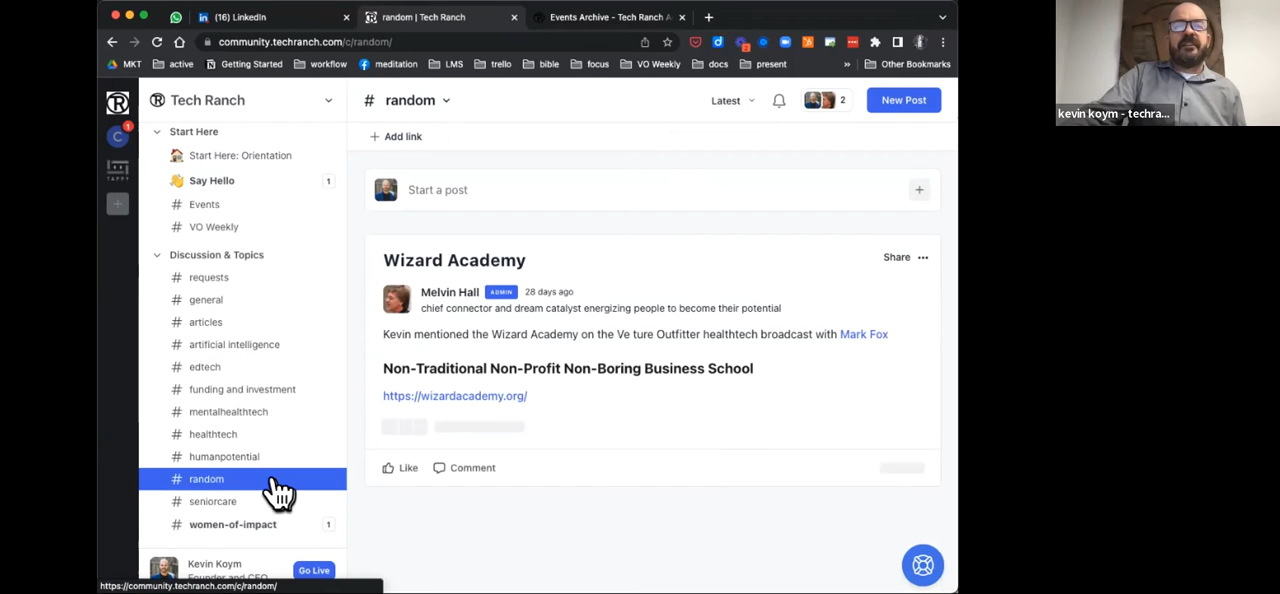 (16) LinkedIn
random | Tech Ranch
Events Archive - Tech Ranch A
community.techranch.com/c/random/
MKT
active
Getting Started
workflow
meditation
LMS
trello
bible
focus
VO Weekly
docs
present
»
Other Bookmarks
kevin koym - techra...
Tech Ranch
# random
Latest
2
New Post
+ Add link
C
1
TAPPY
Start Here
Start Here: Orientation
Say Hello 1
# Events
# VO Weekly
Discussion & Topics
# requests
# general
# articles
# artificial intelligence
# edtech
# funding and investment
# mentalhealthtech
# healthtech
# humanpotential
# random
# seniorcare
# women-of-impact 1
Kevin Koym
Founder and CEO
Go Live
https://community.techranch.com/c/random/
Start a post
Wizard Academy
Share
Melvin Hall ADMIN 28 days ago
chief connector and dream catalyst energizing people to become their potential
Kevin mentioned the Wizard Academy on the Ve ture Outfitter healthtech broadcast with Mark Fox
Non-Traditional Non-Profit Non-Boring Business School
https://wizardacademy.org/
Like
Comment